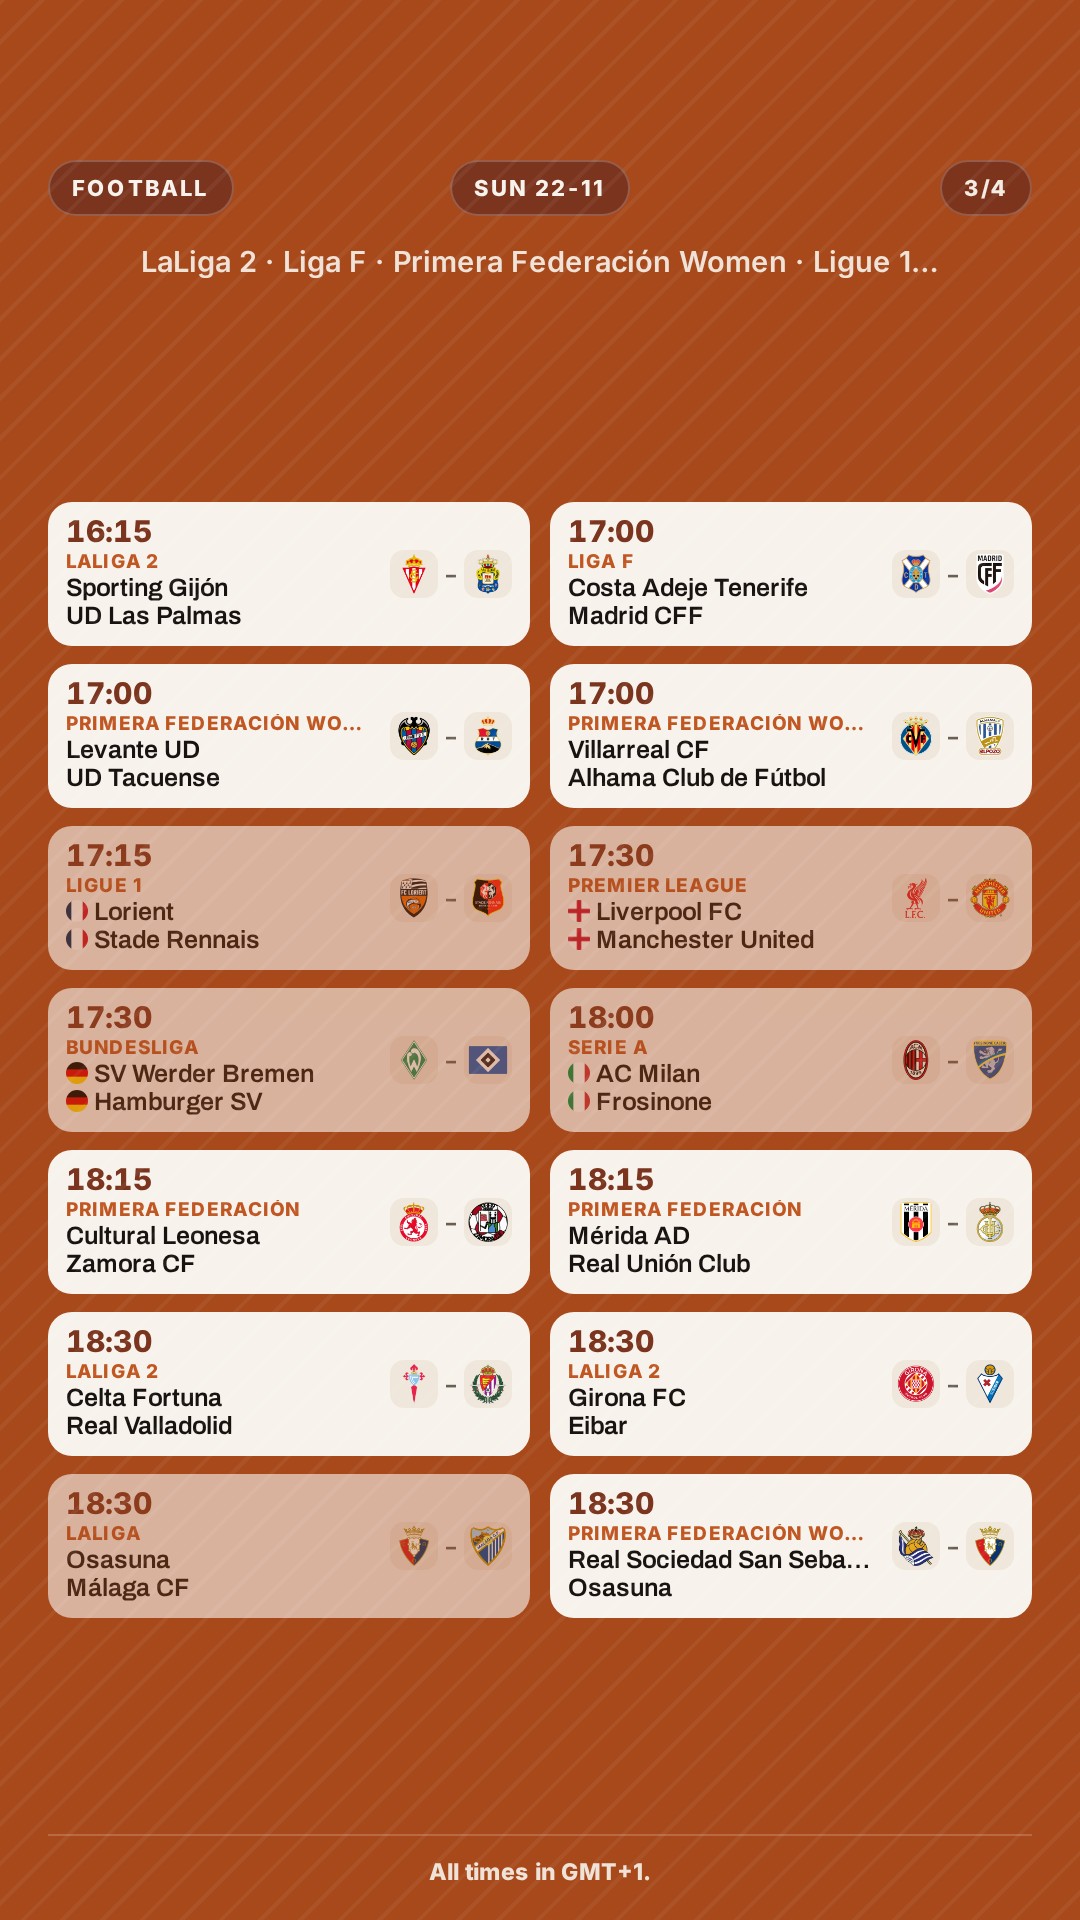 FOOTBALL
SUN 22-11
3/4
LaLiga 2 · Liga F · Primera Federación Women · Ligue 1...
16:15
LALIGA 2
Sporting Gijón
UD Las Palmas
17:00
LIGA F
Costa Adeje Tenerife
Madrid CFF
17:00
PRIMERA FEDERACIÓN WO...
Levante UD
UD Tacuense
17:00
PRIMERA FEDERACIÓN WO...
Villarreal CF
Alhama Club de Fútbol
17:15
LIGUE 1
Lorient
Stade Rennais
17:30
PREMIER LEAGUE
Liverpool FC
Manchester United
17:30
BUNDESLIGA
SV Werder Bremen
Hamburger SV
18:00
SERIE A
AC Milan
Frosinone
18:15
PRIMERA FEDERACIÓN
Cultural Leonesa
Zamora CF
18:15
PRIMERA FEDERACIÓN
Mérida AD
Real Unión Club
18:30
LALIGA 2
Celta Fortuna
Real Valladolid
18:30
LALIGA 2
Girona FC
Eibar
18:30
LALIGA
Osasuna
Málaga CF
18:30
PRIMERA FEDERACIÓN WO...
Real Sociedad San Seba...
Osasuna
All times in GMT+1.